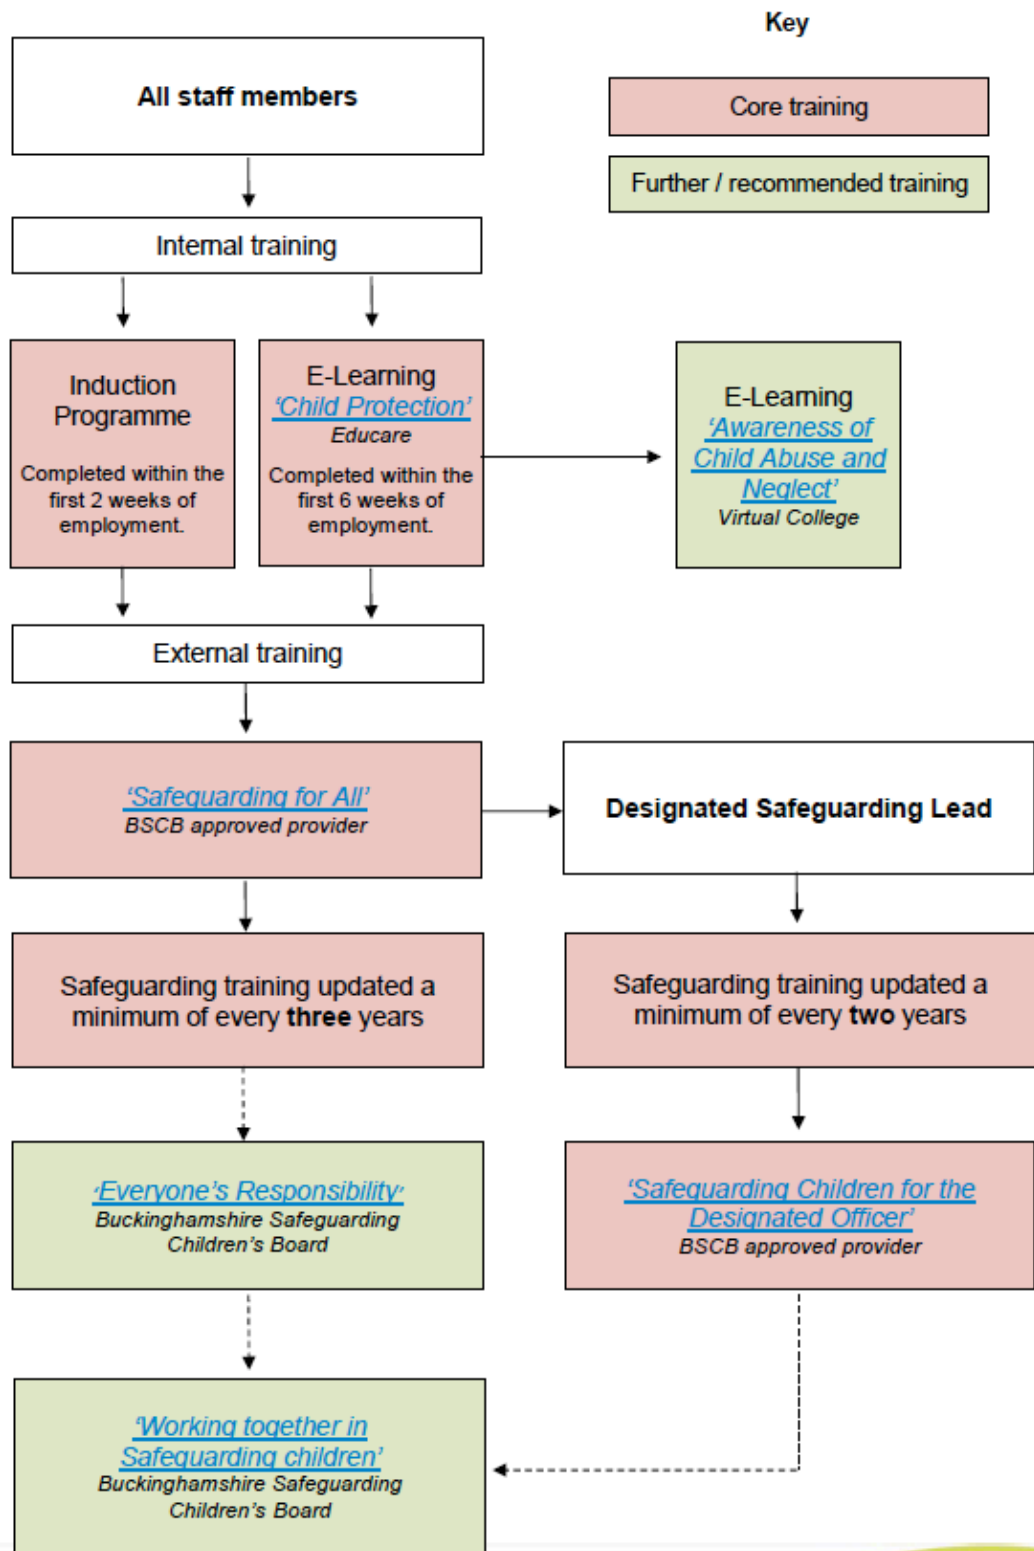 Key
All staff members
Core training
Further / recommended training
Internal training
Induction
Programme
Completed within the
first 2 weeks of
employment.
E-Learning
‘Child Protection’
Educare
Completed within the
first 6 weeks of
employment.
E-Learning
‘Awareness of
Child Abuse and
Neglect’
Virtual College
External training
‘Safeguarding for All’
BSCB approved provider
Designated Safeguarding Lead
Safeguarding training updated a
minimum of every three years
Safeguarding training updated a
minimum of every two years
‘Everyone’s Responsibility’
Buckinghamshire Safeguarding
Children’s Board
‘Safeguarding Children for the
Designated Officer’
BSCB approved provider
‘Working together in
Safeguarding children’
Buckinghamshire Safeguarding
Children’s Board